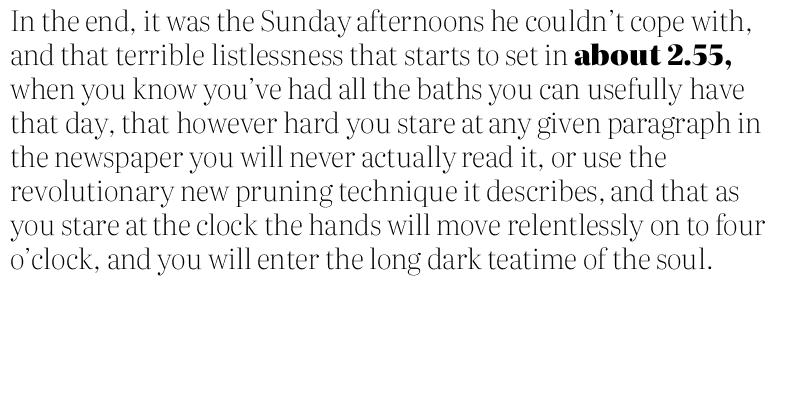 In the end, it was the Sunday afternoons he couldn’t cope with,
and that terrible listlessness that starts to set in about 2.55,
when you know you’ve had all the baths you can usefully have
that day, that however hard you stare at any given paragraph in
the newspaper you will never actually read it, or use the
revolutionary new pruning technique it describes, and that as
you stare at the clock the hands will move relentlessly on to four
o’clock, and you will enter the long dark teatime of the soul.